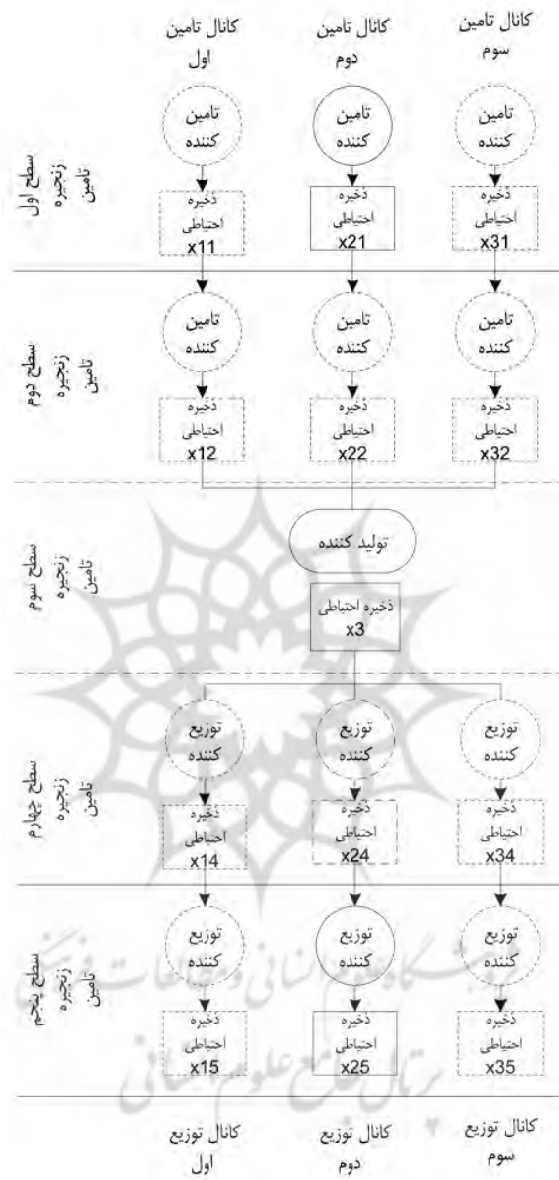 کانال تامین
اول
کانال تامین
دوم
کانال تامین
سوم
سطح اول
زنجیره
تامین
تامین
کننده
تامین
کننده
تامین
کننده
ذخیره
احتیاطی
x11
ذخیره
احتیاطی
x21
ذخیره
احتیاطی
x31
سطح دوم
زنجیره
تامین
تامین
کننده
تامین
کننده
تامین
کننده
ذخیره
احتیاطی
x12
ذخیره
احتیاطی
x22
ذخیره
احتیاطی
x32
سطح سوم
زنجیره
تامین
تولید کننده
ذخیره احتیاطی
x3
سطح چهارم
زنجیره
تامین
توزیع
کننده
توزیع
کننده
توزیع
کننده
ذخیره
احتیاطی
x14
ذخیره
احتیاطی
x24
ذخیره
احتیاطی
x34
سطح پنجم
زنجیره
تامین
توزیع
کننده
توزیع
کننده
توزیع
کننده
ذخیره
احتیاطی
x15
ذخیره
احتیاطی
x25
ذخیره
احتیاطی
x35
پرتال جامع علوم انسانی
کانال توزیع
اول
کانال توزیع
دوم
کانال توزیع
سوم